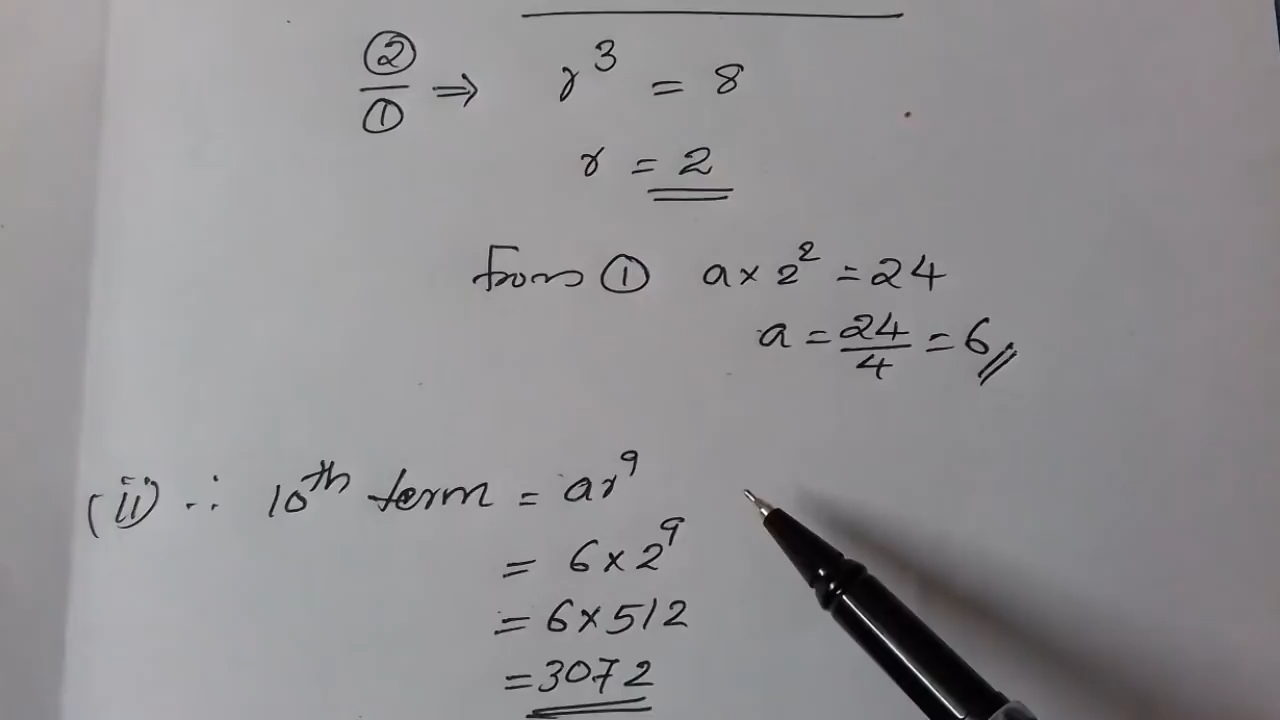 ②/① ⇒ r³ = 8
r = 2
from ① a × 2² = 24
a = 24/4 = 6
(ii) ∴ 10th term = ar⁹
= 6 × 2⁹
= 6 × 512
= 3072